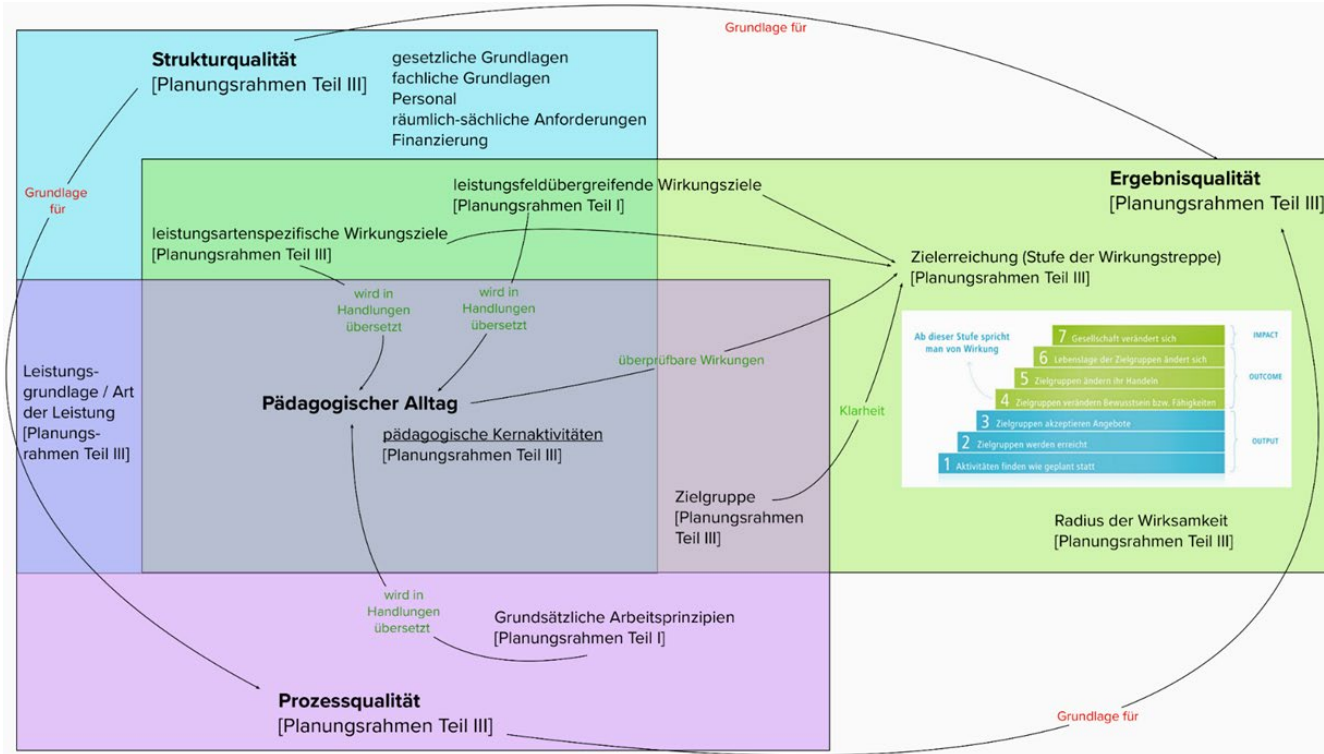 Grundlage für
Strukturqualität
[Planungsrahmen Teil III]
gesetzliche Grundlagen
fachliche Grundlagen
Personal
räumlich-sächliche Anforderungen
Finanzierung
Grundlage
für
leistungsfeldübergreifende Wirkungsziele
[Planungsrahmen Teil I]
Ergebnisqualität
[Planungsrahmen Teil III]
leistungsartenspezifische Wirkungsziele
[Planungsrahmen Teil III]
Zielerreichung (Stufe der Wirkungstreppe)
[Planungsrahmen Teil III]
wird in
Handlungen
übersetzt
wird in
Handlungen
übersetzt
Ab dieser Stufe spricht
man von Wirkung
7 Gesellschaft verändert sich
6 Lebenslage der Zielgruppen ändert sich
5 Zielgruppen ändern ihr Handeln
4 Zielgruppen verändern Bewusstsein bzw. Fähigkeiten
3 Zielgruppen akzeptieren Angebote
2 Zielgruppen werden erreicht
1 Aktivitäten finden wie geplant statt
IMPACT
OUTCOME
OUTPUT
überprüfbare Wirkungen
Leistungs-
grundlage / Art
der Leistung
[Planungs-
rahmen Teil III]
Pädagogischer Alltag
pädagogische Kernaktivitäten
[Planungsrahmen Teil III]
Klarheit
Zielgruppe
[Planungsrahmen
Teil III]
Radius der Wirksamkeit
[Planungsrahmen Teil III]
wird in
Handlungen
übersetzt
Grundsätzliche Arbeitsprinzipien
[Planungsrahmen Teil I]
Prozessqualität
[Planungsrahmen Teil III]
Grundlage für